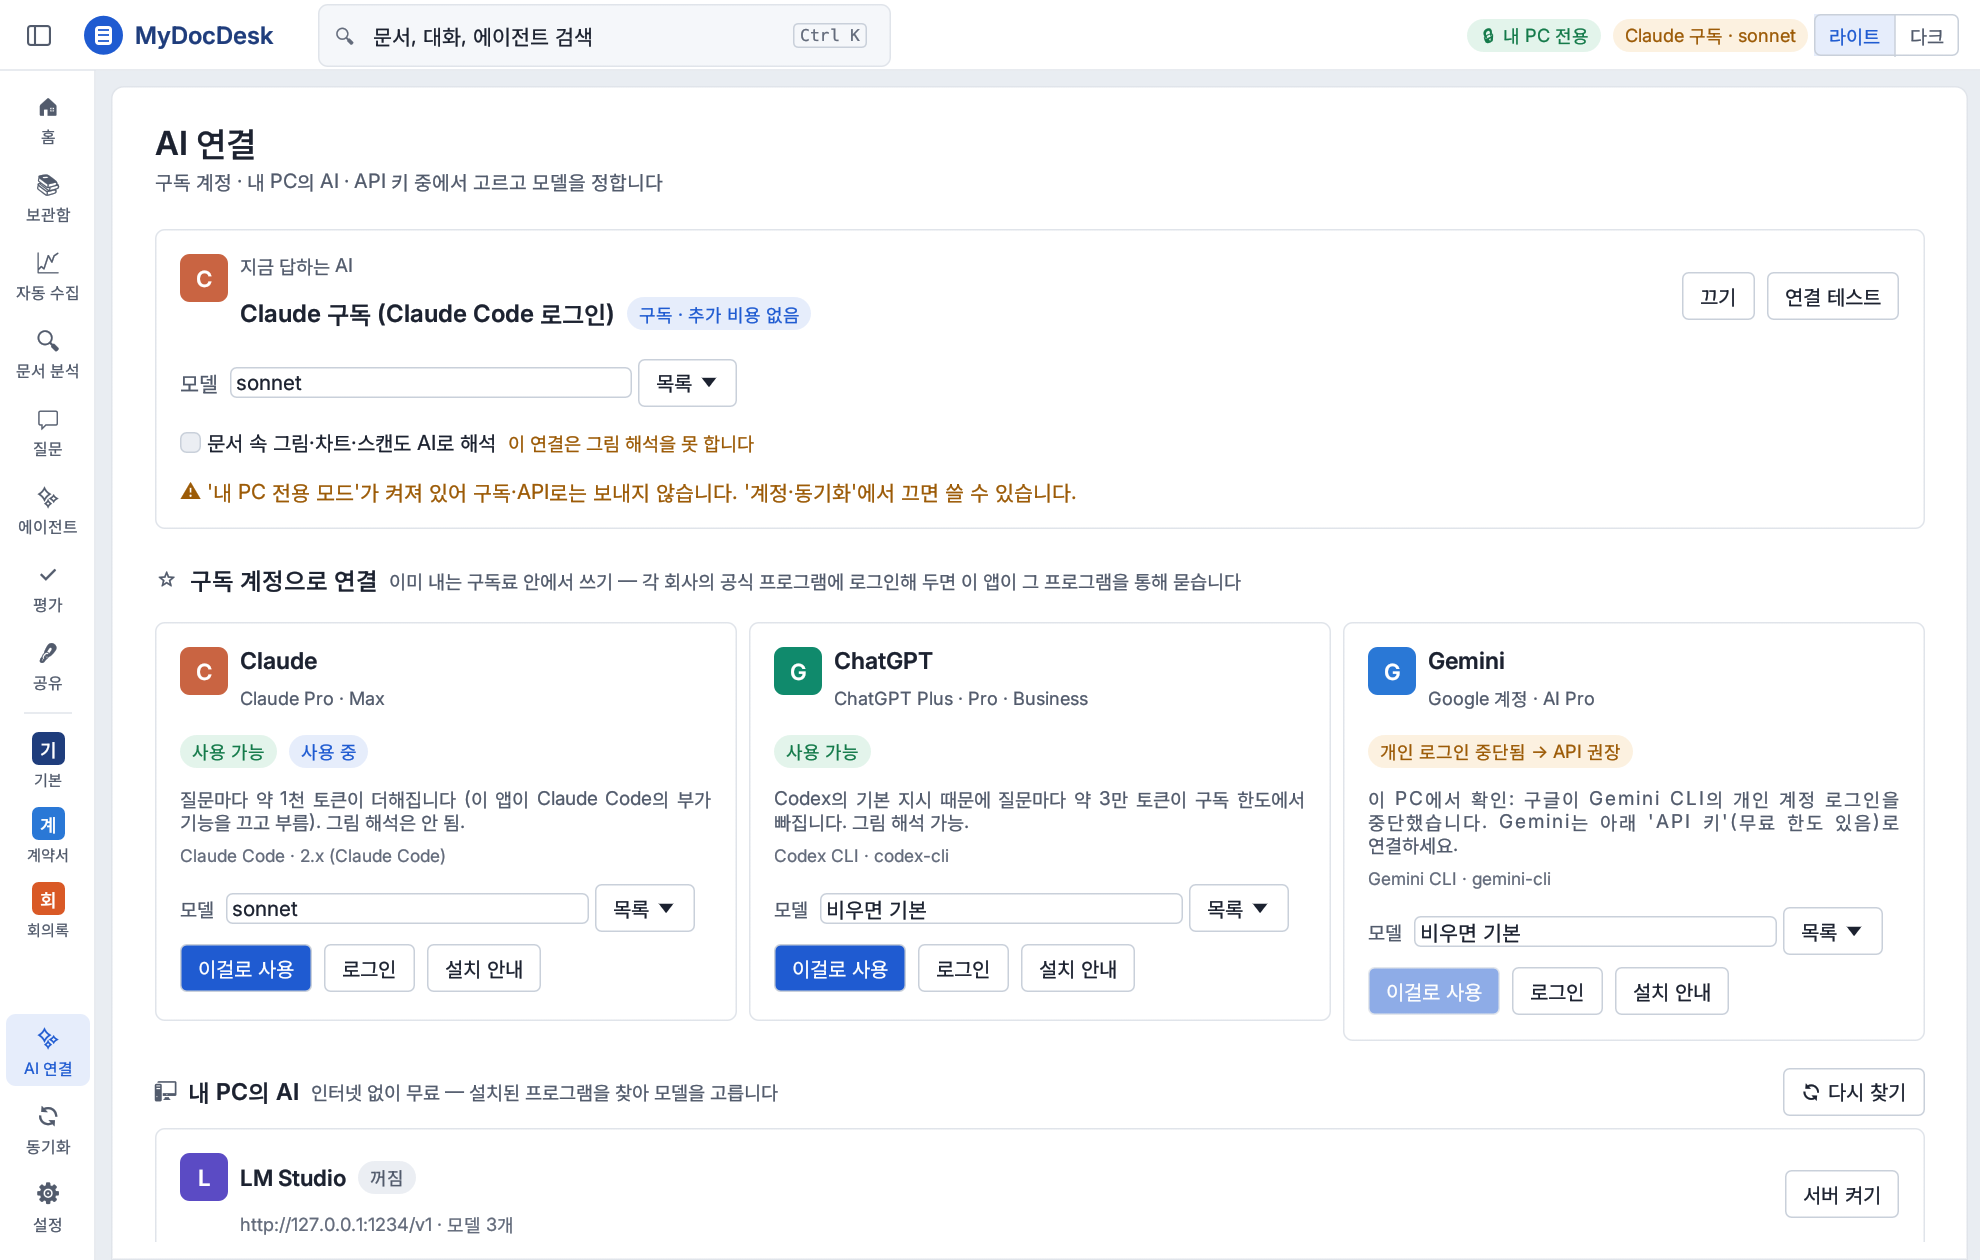 MyDocDesk
문서, 대화, 에이전트 검색
Ctrl K
내 PC 전용
Claude 구독 · sonnet
라이트
다크
홈
보관함
자동 수집
문서 분석
질문
에이전트
평가
공유
기
기본
계
계약서
회
회의록
AI 연결
동기화
설정
AI 연결
구독 계정 · 내 PC의 AI · API 키 중에서 고르고 모델을 정합니다
C
지금 답하는 AI
Claude 구독 (Claude Code 로그인)
구독 · 추가 비용 없음
끄기
연결 테스트
모델
sonnet
목록 ▼
문서 속 그림·차트·스캔도 AI로 해석
이 연결은 그림 해석을 못 합니다
⚠ '내 PC 전용 모드'가 켜져 있어 구독·API로는 보내지 않습니다. '계정·동기화'에서 끄면 쓸 수 있습니다.
☆ 구독 계정으로 연결
이미 내는 구독료 안에서 쓰기 — 각 회사의 공식 프로그램에 로그인해 두면 이 앱이 그 프로그램을 통해 묻습니다
C
Claude
Claude Pro · Max
사용 가능
사용 중
질문마다 약 1천 토큰이 더해집니다 (이 앱이 Claude Code의 부가
기능을 끄고 부름). 그림 해석은 안 됨.
Claude Code · 2.x (Claude Code)
모델
sonnet
목록 ▼
이걸로 사용
로그인
설치 안내
G
ChatGPT
ChatGPT Plus · Pro · Business
사용 가능
Codex의 기본 지시 때문에 질문마다 약 3만 토큰이 구독 한도에서
빠집니다. 그림 해석 가능.
Codex CLI · codex-cli
모델
비우면 기본
목록 ▼
이걸로 사용
로그인
설치 안내
G
Gemini
Google 계정 · AI Pro
개인 로그인 중단됨 → API 권장
이 PC에서 확인: 구글이 Gemini CLI의 개인 계정 로그인을
중단했습니다. Gemini는 아래 'API 키'(무료 한도 있음)로
연결하세요.
Gemini CLI · gemini-cli
모델
비우면 기본
목록 ▼
이걸로 사용
로그인
설치 안내
내 PC의 AI
인터넷 없이 무료 — 설치된 프로그램을 찾아 모델을 고릅니다
다시 찾기
L
LM Studio
꺼짐
http://127.0.0.1:1234/v1 · 모델 3개
서버 켜기